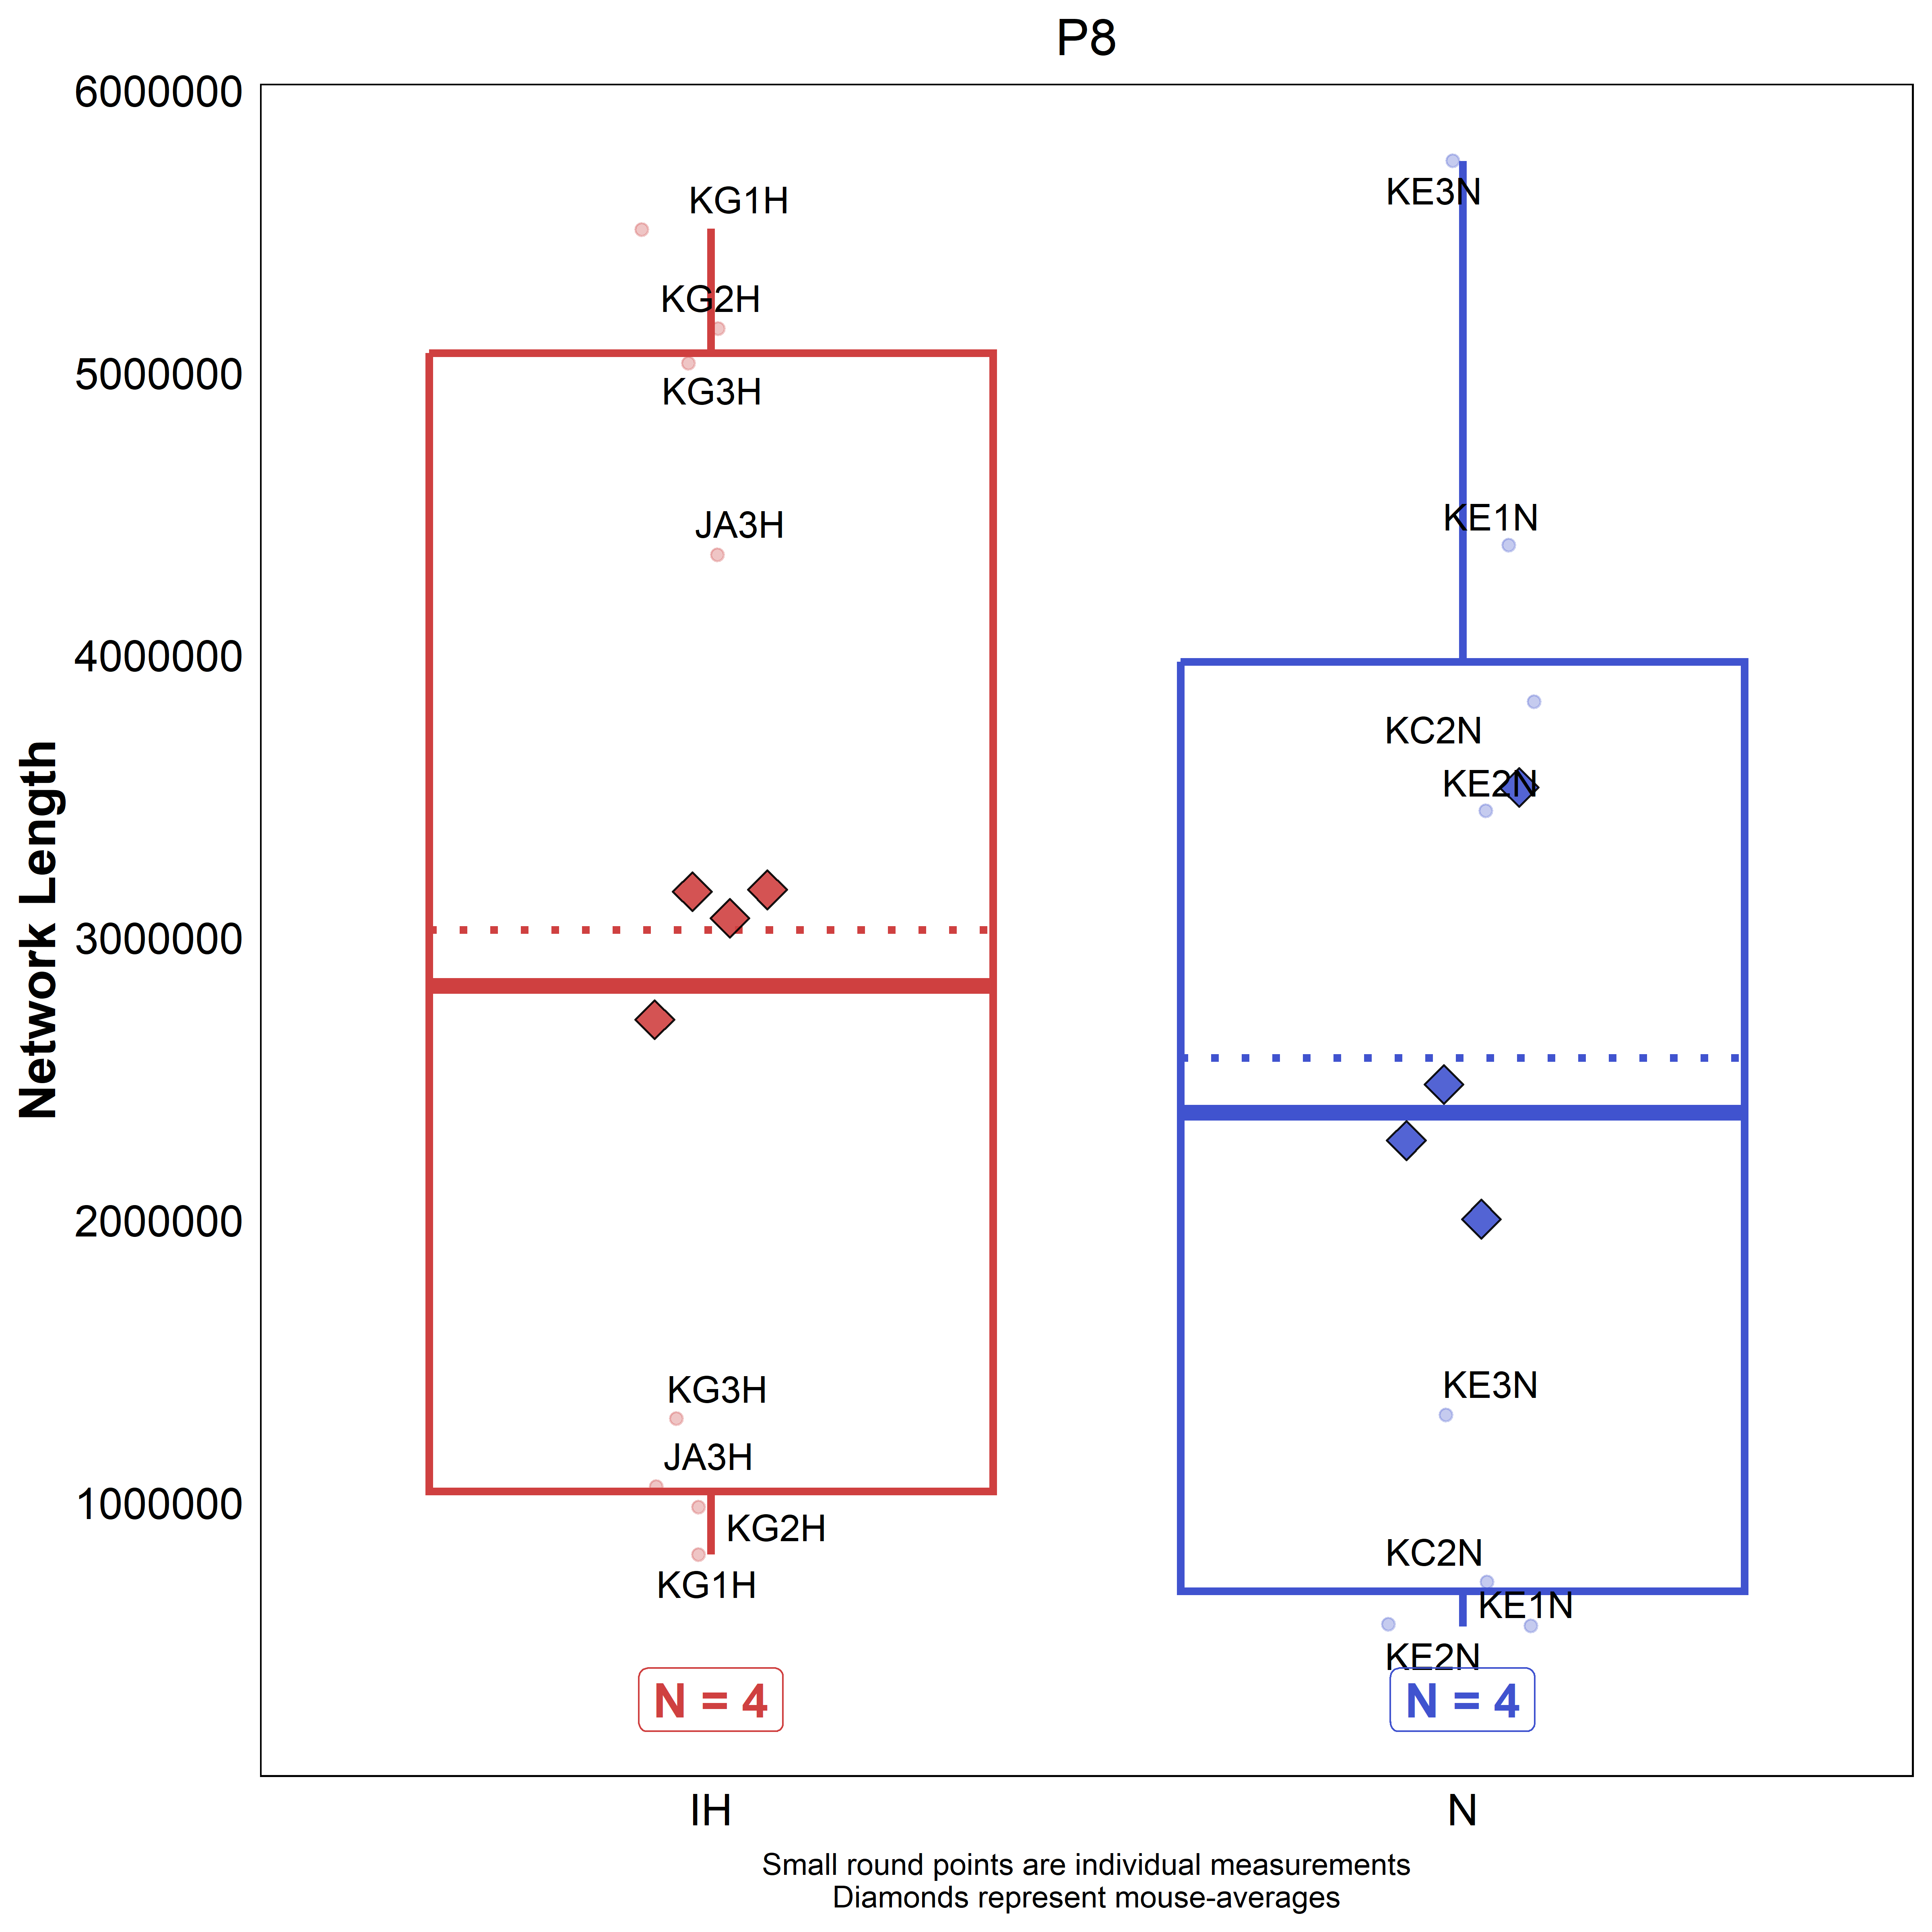 P8
6000000
5000000
4000000
3000000
2000000
1000000
Network Length
KG1H
KG2H
KG3H
JA3H
KG3H
JA3H
KG2H
KG1H
N = 4
KE3N
KE1N
KC2N
KE2N
KE3N
KC2N
KE1N
KE2N
N = 4
IH
N
Small round points are individual measurements
Diamonds represent mouse-averages